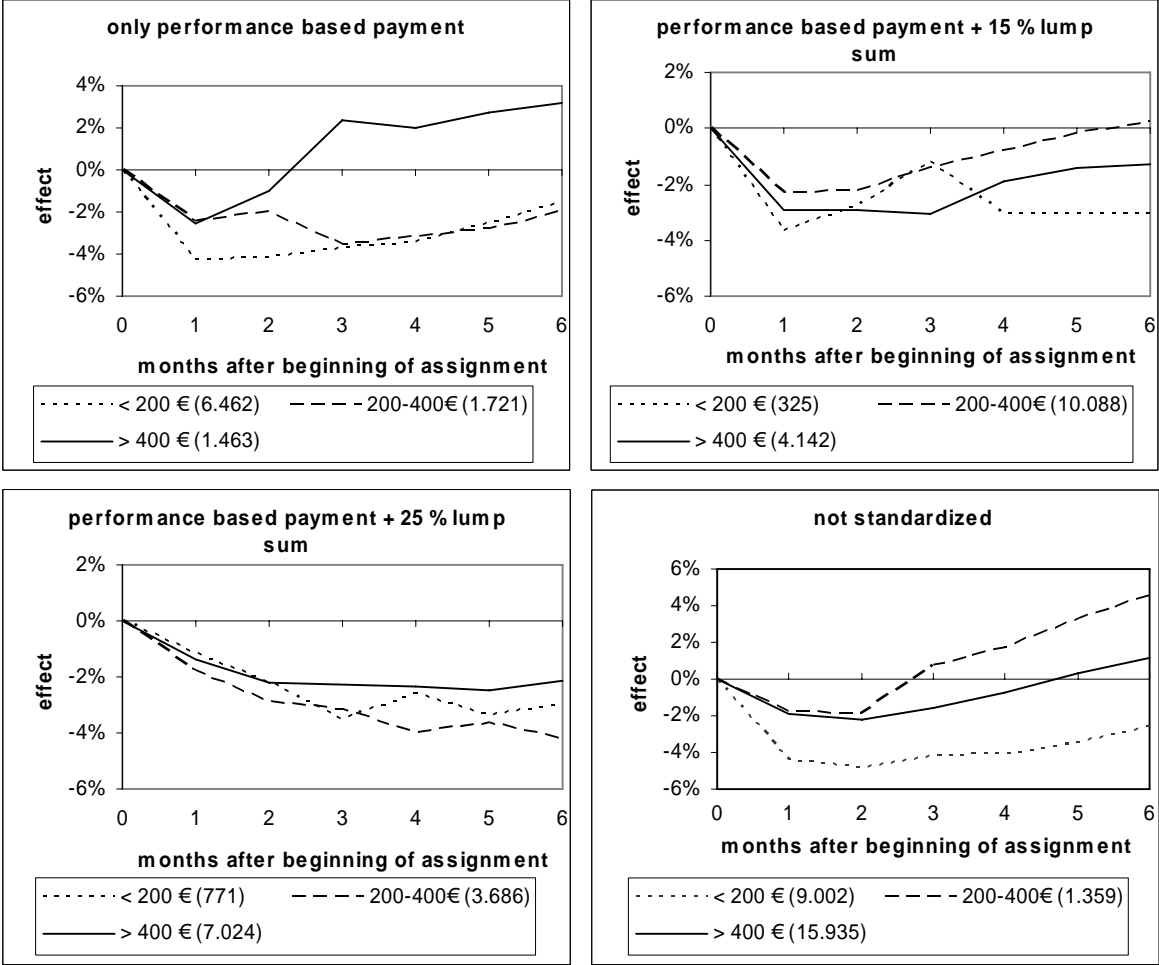 only performance based payment
4%
2%
0%
-2%
-4%
-6%
effect
0 1 2 3 4 5 6
months after beginning of assignment
< 200 € (6.462) 200-400€ (1.721)
> 400 € (1.463)
performance based payment + 15 % lump
sum
2%
0%
-2%
-4%
-6%
effect
0 1 2 3 4 5 6
months after beginning of assignment
< 200 € (325) 200-400€ (10.088)
> 400 € (4.142)
performance based payment + 25 % lump
sum
2%
0%
-2%
-4%
-6%
effect
0 1 2 3 4 5 6
months after beginning of assignment
< 200 € (771) 200-400€ (3.686)
> 400 € (7.024)
not standardized
6%
4%
2%
0%
-2%
-4%
-6%
effect
0 1 2 3 4 5 6
months after beginning of assignment
< 200 € (9.002) 200-400€ (1.359)
> 400 € (15.935)